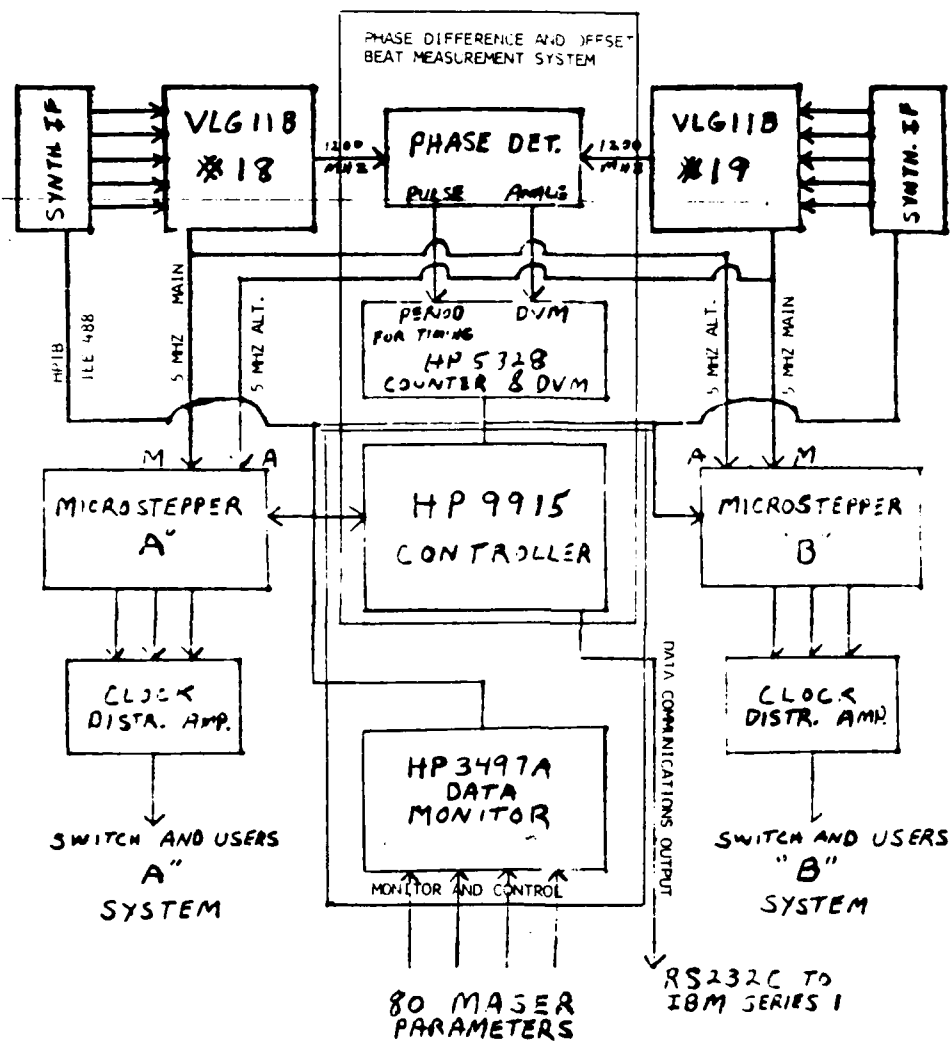 PHASE DIFFERENCE AND OFFSET
BEAT MEASUREMENT SYSTEM
SYNTH. IF
VLG11B
#18
1200
MHZ
PHASE DET.
PULSE
ANALG
1200
MHZ
VLG11B
#19
SYNTH. IF
HPIB
IEE 488
5 MHZ MAIN
5 MHZ ALT.
PERIOD
FOR TIMING
DVM
HP 5328
COUNTER & DVM
5 MHZ ALT.
5 MHZ MAIN
M
A
A
M
MICROSTEPPER
A"
HP 9915
CONTROLLER
MICROSTEPPER
"B"
CLOCK
DISTR. AMP.
HP 3497A
DATA
MONITOR
MONITOR AND CONTROL
DATA COMMUNICATIONS OUTPUT
CLOCK
DISTR. AMP.
SWITCH AND USERS
A"
SYSTEM
SWITCH AND USERS
"B"
SYSTEM
80 MASER
PARAMETERS
RS232C TO
IBM SERIES 1